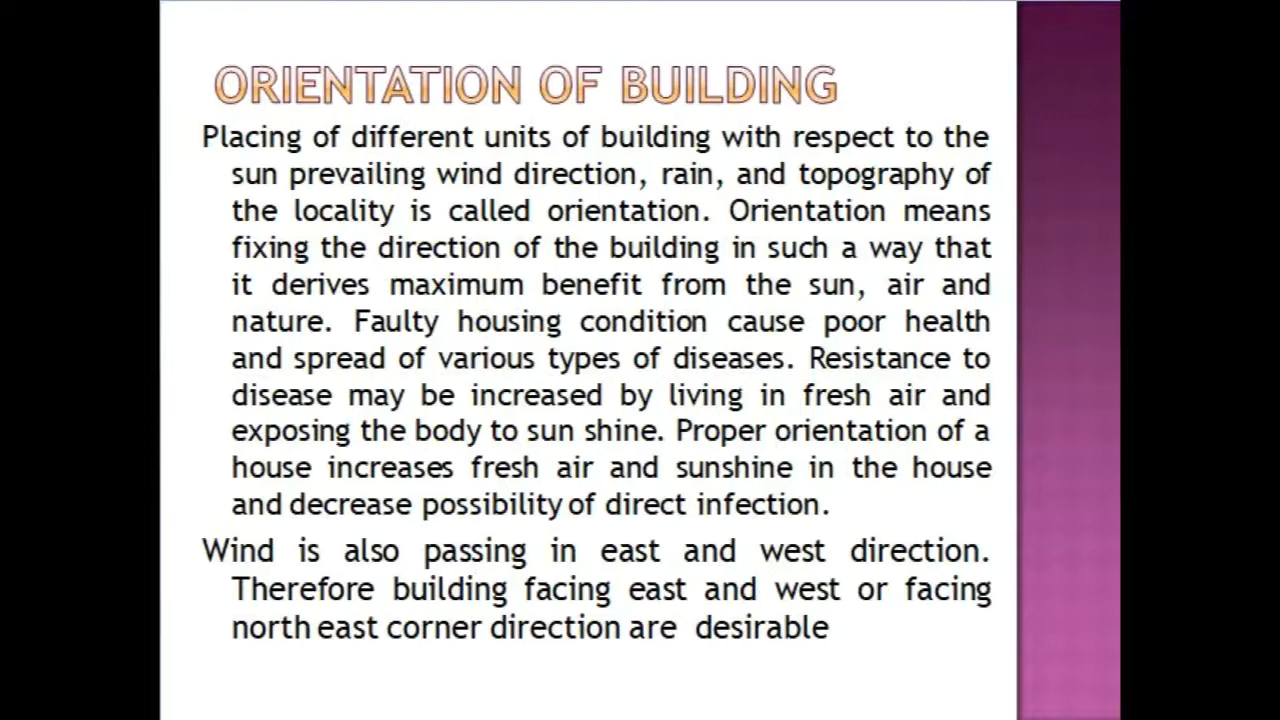 ORIENTATION OF BUILDING
Placing of different units of building with respect to the
sun prevailing wind direction, rain, and topography of
the locality is called orientation. Orientation means
fixing the direction of the building in such a way that
it derives maximum benefit from the sun, air and
nature. Faulty housing condition cause poor health
and spread of various types of diseases. Resistance to
disease may be increased by living in fresh air and
exposing the body to sun shine. Proper orientation of a
house increases fresh air and sunshine in the house
and decrease possibility of direct infection.
Wind is also passing in east and west direction.
Therefore building facing east and west or facing
north east corner direction are desirable